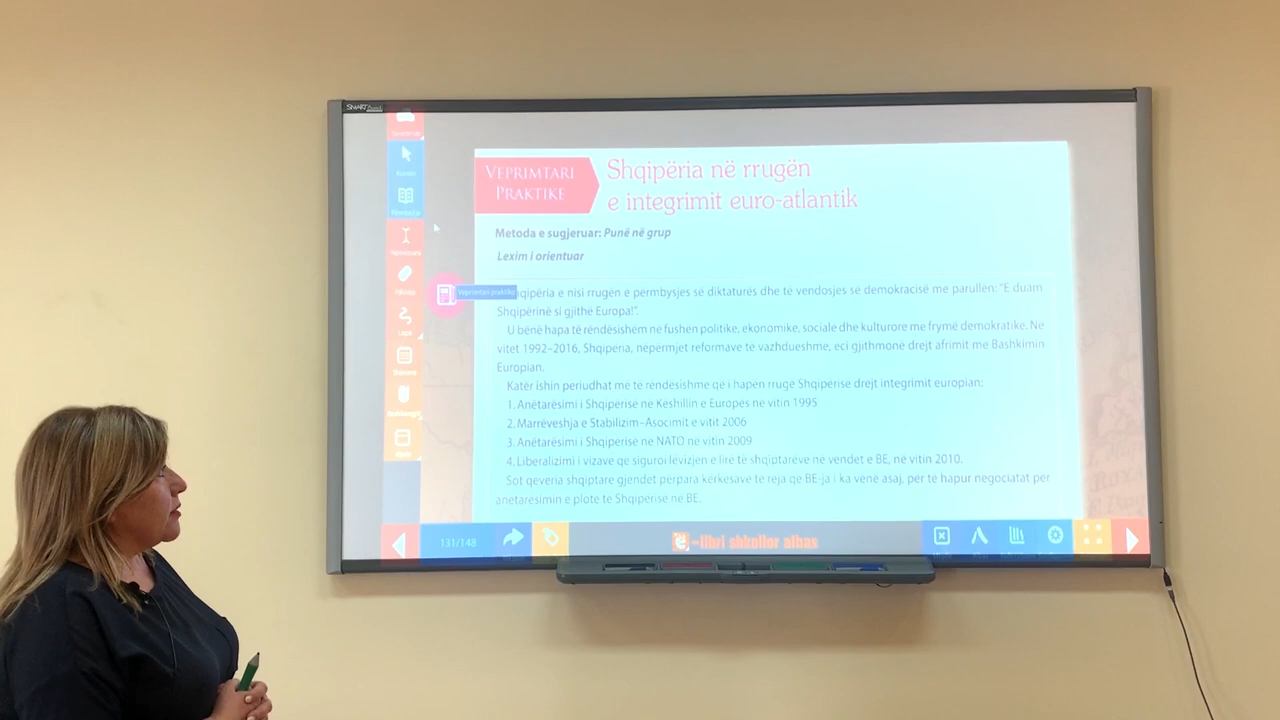 SMART Board
VEPRIMTARI
PRAKTIKE
Shqipëria në rrugën
e integrimit euro-atlantik
Metoda e sugjeruar: Punë në grup
Lexim i orientuar
Veprimtari praktike
qipëria e nisi rrugën e përmbysjes së diktaturës dhe të vendosjes së demokracisë me parullën: "E duam
Shqipërinë si gjithë Europa!".
U bënë hapa të rëndësishëm në fushën politike, ekonomike, sociale dhe kulturore me frymë demokratike. Në
vitet 1992–2016, Shqipëria, nëpërmjet reformave të vazhdueshme, eci gjithmonë drejt afrimit me Bashkimin
Europian.
Katër ishin periudhat më të rëndësishme që i hapën rrugë Shqipërisë drejt integrimit europian:
1. Anëtarësimi i Shqipërisë në Këshillin e Europës në vitin 1995
2. Marrëveshja e Stabilizim–Asocimit e vitit 2006
3. Anëtarësimi i Shqipërisë në NATO në vitin 2009
4. Liberalizimi i vizave që siguroi lëvizjen e lirë të shqiptarëve në vendet e BE, në vitin 2010.
Sot qeveria shqiptare gjendet përpara kërkesave të reja që BE-ja i ka vënë asaj, për të hapur negociatat për
anëtarësimin e plotë të Shqipërisë në BE.
131/148
e-libri shkollor albas